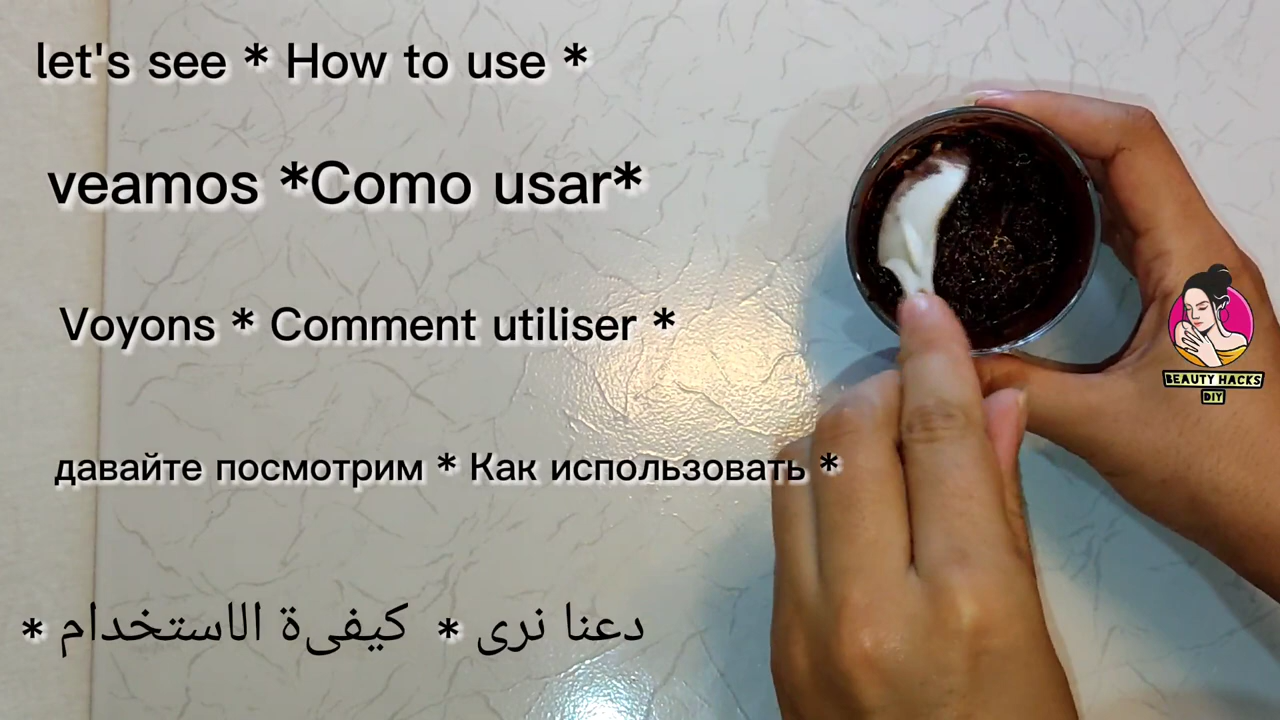 let's see * How to use *
veamos *Como usar*
Voyons * Comment utiliser *
давайте посмотрим * Как использовать *
دعنا نرى * كيفىة الاستخدام *
BEAUTY HACKS
DIY